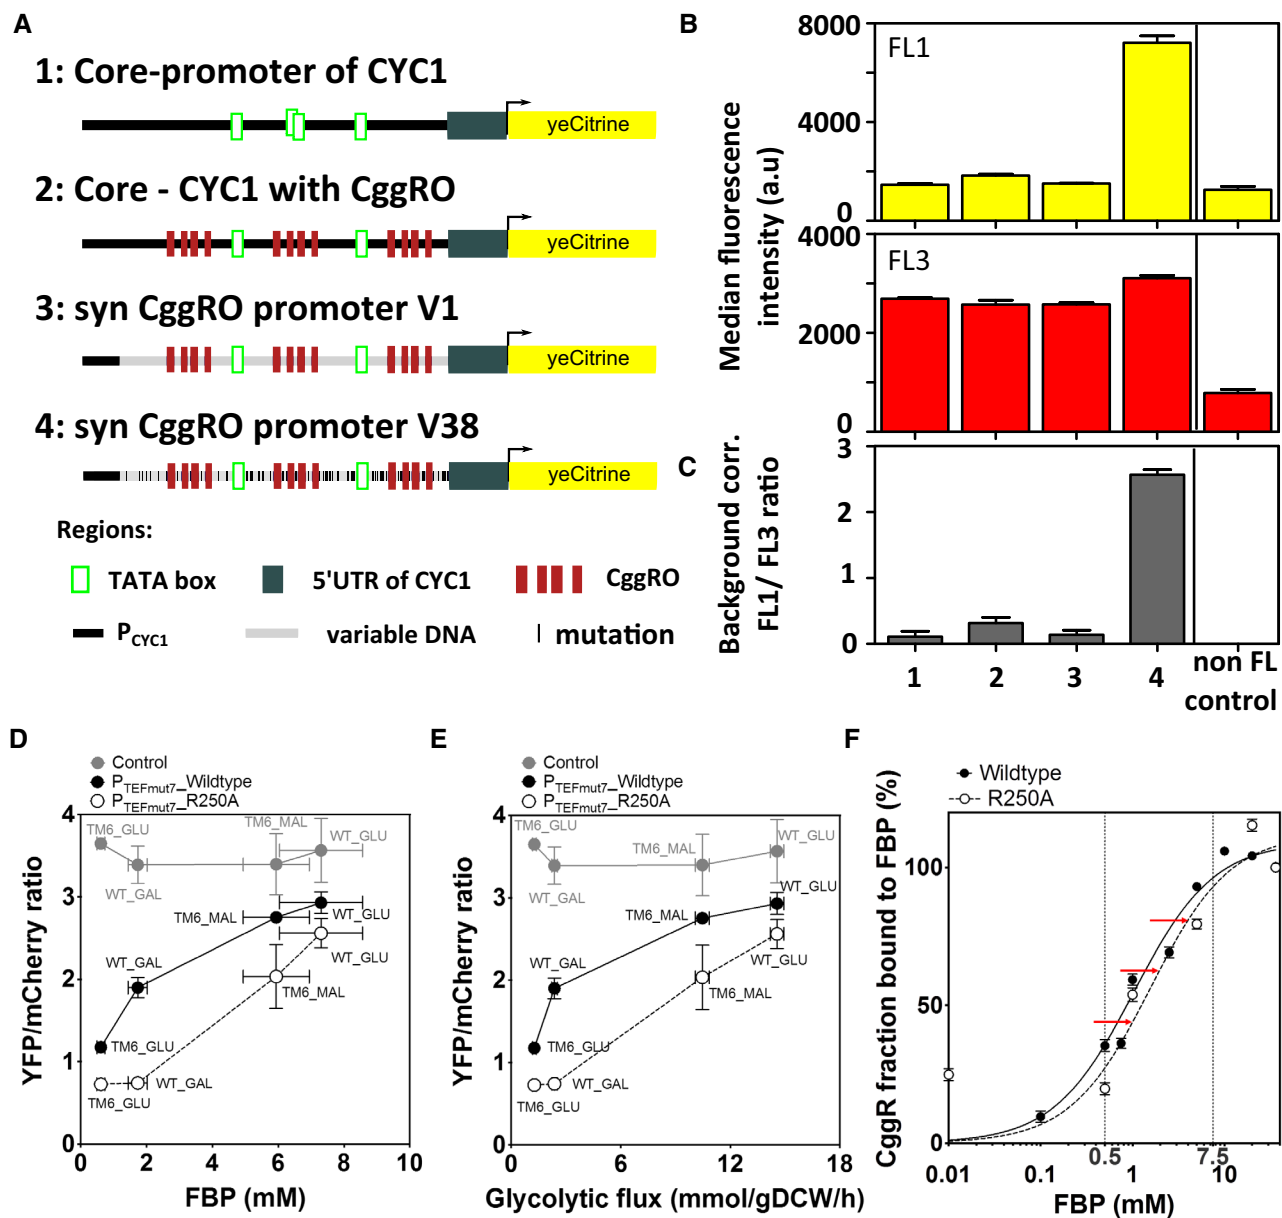 A
1: Core-promoter of CYC1
yeCitrine
2: Core - CYC1 with CggRO
yeCitrine
3: syn CggRO promoter V1
yeCitrine
4: syn CggRO promoter V38
yeCitrine
Regions:
TATA box
5'UTR of CYC1
CggRO
PCYC1
variable DNA
mutation
B
Median fluorescence
intensity (a.u)
8000
4000
0
FL1
4000
2000
0
FL3
C
Background corr.
FL1/ FL3 ratio
3
2
1
0
1
2
3
4
non FL
control
D
Control
PTEFmut7_Wildtype
PTEFmut7_R250A
YFP/mCherry ratio
4
3
2
1
0
TM6_GLU
WT_GAL
TM6_MAL
WT_GLU
WT_GAL
TM6_MAL
WT_GLU
TM6_GLU
TM6_MAL
WT_GLU
WT_GAL
TM6_GLU
0
2
4
6
8
10
FBP (mM)
E
Control
PTEFmut7_Wildtype
PTEFmut7_R250A
YFP/mCherry ratio
4
3
2
1
0
TM6_GLU
WT_GAL
TM6_MAL
WT_GLU
WT_GLU
TM6_MAL
WT_GAL
WT_GLU
TM6_MAL
TM6_GLU
WT_GAL
TM6_GLU
0
6
12
18
Glycolytic flux (mmol/gDCW/h)
F
Wildtype
R250A
CggR fraction bound to FBP (%)
100
50
0
0.01
0.1
0.5
1
7.5
10
FBP (mM)